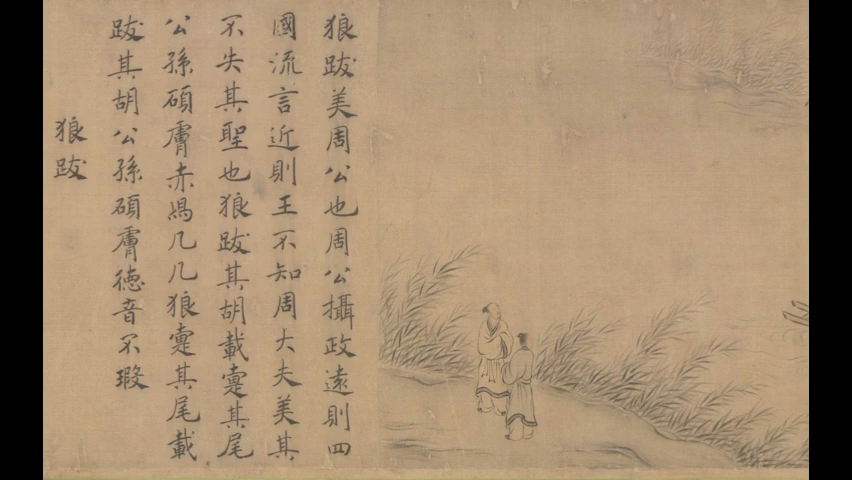 狼跋美周公也周公攝政遠則四
國流言近則王不知周大夫美其
不失其聖也狼跋其胡載疐其尾
公孫碩膚赤舄几几狼疐其尾載
跋其胡公孫碩膚德音不瑕
狼跋